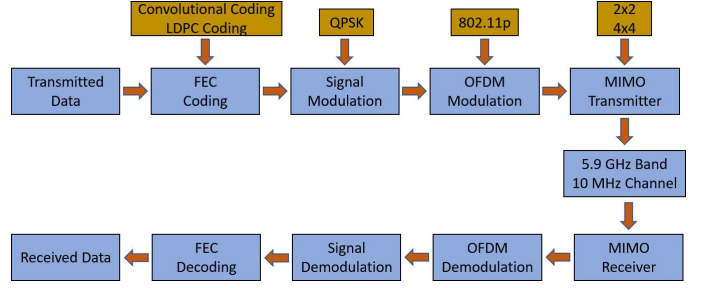 Convolutional Coding
LDPC Coding
QPSK
802.11p
2x2
4x4
Transmitted
Data
FEC
Coding
Signal
Modulation
OFDM
Modulation
MIMO
Transmitter
5.9 GHz Band
10 MHz Channel
Received Data
FEC
Decoding
Signal
Demodulation
OFDM
Demodulation
MIMO
Receiver